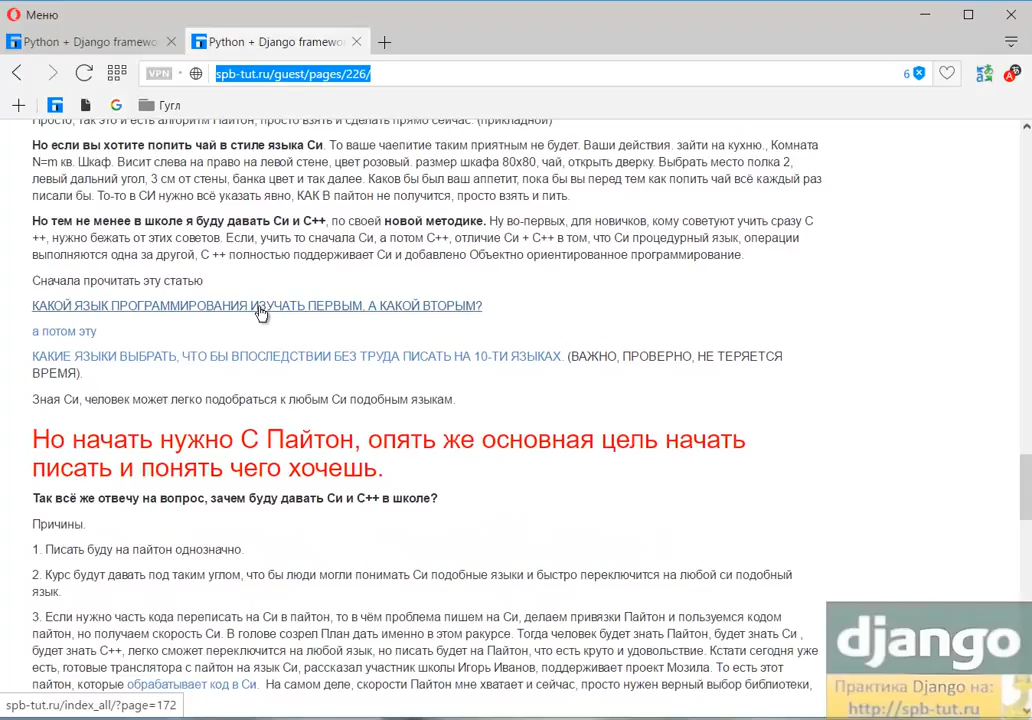 Меню
Python + Django framewo
Python + Django framewo
VPN
spb-tut.ru/guest/pages/226/
6
Гугл
Просто, так это и есть алгоритм Пайтон, просто взять и сделать прямо сейчас. (прикладной)
Но если вы хотите попить чай в стиле языка Си. То ваше чаепитие таким приятным не будет. Ваши действия. зайти на кухню., Комната
N=m кв. Шкаф. Висит слева на право на левой стене, цвет розовый. размер шкафа 80х80, чай, открыть дверку. Выбрать место полка 2,
левый дальний угол, 3 см от стены, банка цвет и так далее. Каков бы был ваш аппетит, пока бы вы перед тем как попить чай всё каждый раз
писали бы. То-то в СИ нужно всё указать явно, КАК В пайтон не получится, просто взять и пить.
Но тем не менее в школе я буду давать Си и С++, по своей новой методике. Ну во-первых, для новичков, кому советуют учить сразу С
++, нужно бежать от этих советов. Если, учить то сначала Си, а потом С++, отличие Си + С++ в том, что Си процедурный язык, операции
выполняются одна за другой, С ++ полностью поддерживает Си и добавлено Объектно ориентированное программирование.
Сначала прочитать эту статью
КАКОЙ ЯЗЫК ПРОГРАММИРОВАНИЯ ИЗУЧАТЬ ПЕРВЫМ, А КАКОЙ ВТОРЫМ?
а потом эту
КАКИЕ ЯЗЫКИ ВЫБРАТЬ, ЧТО БЫ ВПОСЛЕДСТВИИ БЕЗ ТРУДА ПИСАТЬ НА 10-ТИ ЯЗЫКАХ. (ВАЖНО, ПРОВЕРНО, НЕ ТЕРЯЕТСЯ
ВРЕМЯ).
Зная Си, человек может легко подобраться к любым Си подобным языкам.
Но начать нужно С Пайтон, опять же основная цель начать
писать и понять чего хочешь.
Так всё же отвечу на вопрос, зачем буду давать Си и С++ в школе?
Причины.
1. Писать буду на пайтон однозначно.
2. Курс будут давать под таким углом, что бы люди могли понимать Си подобные языки и быстро переключится на любой си подобный
язык.
3. Если нужно часть кода переписать на Си в пайтон, то в чём проблема пишем на Си, делаем привязки Пайтон и пользуемся кодом
пайтон, но получаем скорость Си. В голове созрел План дать именно в этом ракурсе. Тогда человек будет знать Пайтон, будет знать Си ,
будет знать С++, легко сможет переключится на любой язык, но писать будет на Пайтон, что есть круто и удовольствие. Кстати сегодня уже
есть, готовые транслятора с пайтон на язык Си, рассказал участник школы Игорь Иванов, поддерживает проект Мозила. То есть этот
пайтон, которые обрабатывает код в Си. На самом деле, скорости Пайтон мне хватает и сейчас, просто нужен верный выбор библиотеки,
spb-tut.ru/index_all/?page=172
django
Практика Django на:
http://spb-tut.ru